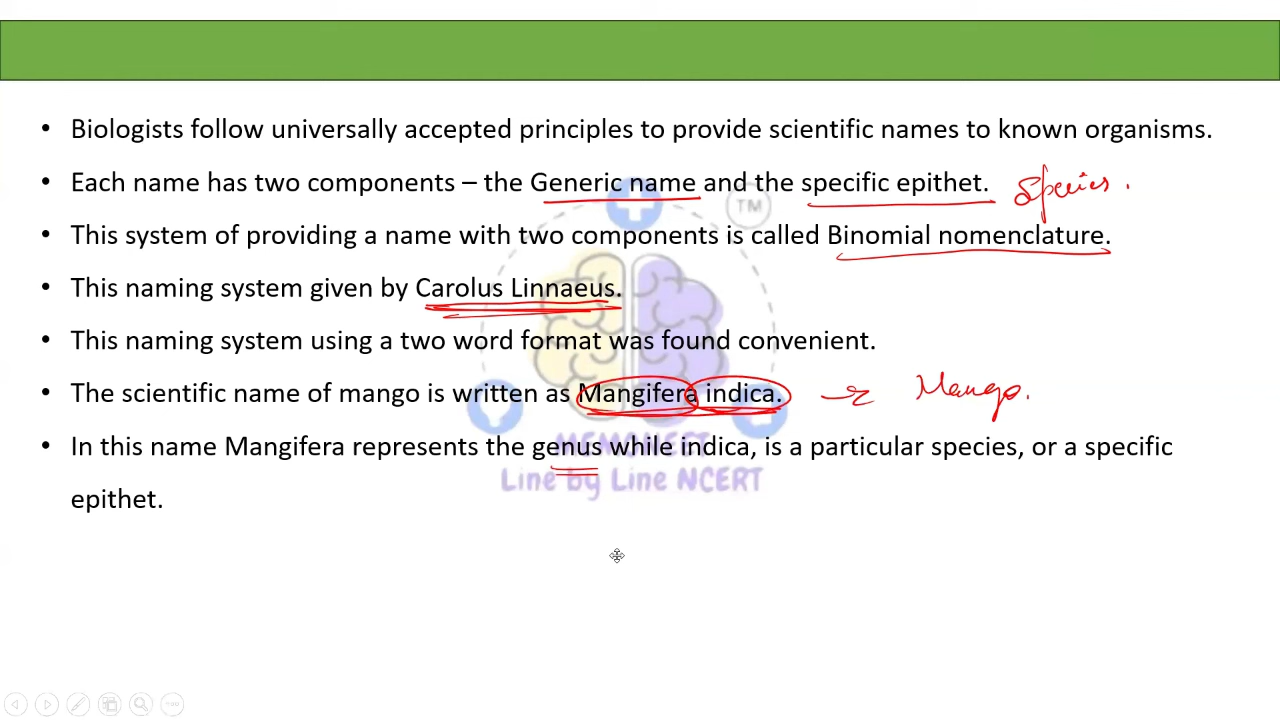 • Biologists follow universally accepted principles to provide scientific names to known organisms.
• Each name has two components – the Generic name and the specific epithet. Species.
TM
• This system of providing a name with two components is called Binomial nomenclature.
• This naming system given by Carolus Linnaeus.
• This naming system using a two word format was found convenient.
• The scientific name of mango is written as Mangifera indica. Mango.
• In this name Mangifera represents the genus while indica, is a particular species, or a specific
epithet.
Line by Line NCERT